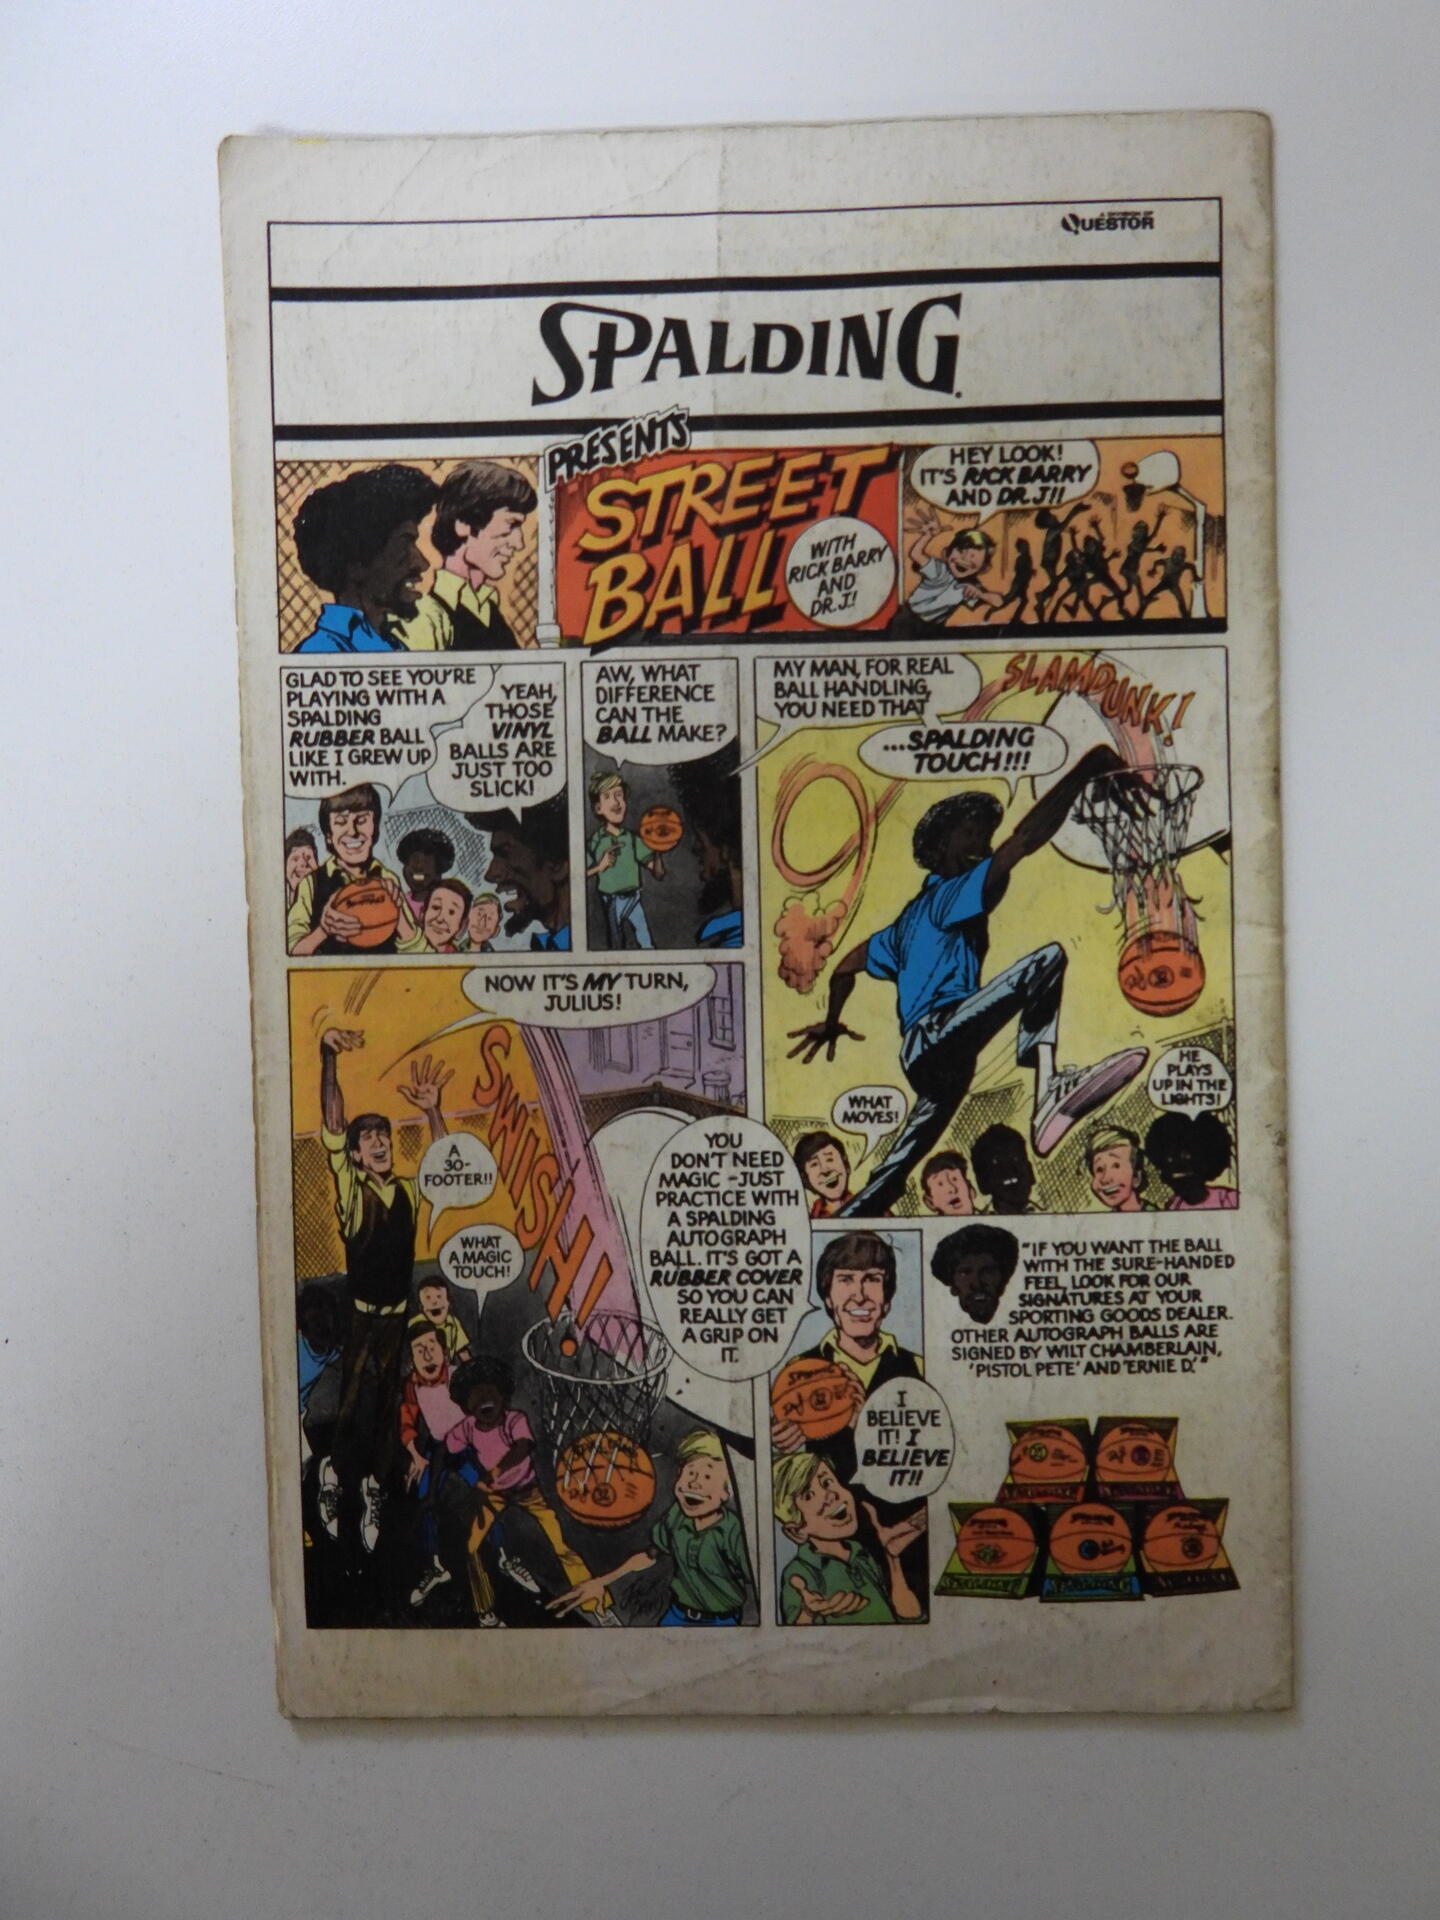 A DIVISION OF
QUESTOR
SPALDING
PRESENTS
STREET
BALL
WITH
RICK BARRY
AND
DR. J.!
HEY LOOK!
IT'S RICK BARRY
AND DR. J!!
GLAD TO SEE YOU'RE
PLAYING WITH A
SPALDING
RUBBER BALL
LIKE I GREW UP
WITH.
YEAH,
THOSE
VINYL
BALLS ARE
JUST TOO
SLICK!
AW, WHAT
DIFFERENCE
CAN THE
BALL MAKE?
MY MAN, FOR REAL
BALL HANDLING,
YOU NEED THAT
...SPALDING
TOUCH!!!
SLAMDUNK!
WHAT
MOVES!
HE
PLAYS
UP IN THE
LIGHTS!
NOW IT'S MY TURN,
JULIUS!
SWISH!
A
30-
FOOTER!!
WHAT
A MAGIC
TOUCH!
YOU
DON'T NEED
MAGIC - JUST
PRACTICE WITH
A SPALDING
AUTOGRAPH
BALL. IT'S GOT A
RUBBER COVER
SO YOU CAN
REALLY GET
A GRIP ON
IT.
I
BELIEVE
IT! I
BELIEVE
IT!!
"IF YOU WANT THE BALL
WITH THE SURE-HANDED
FEEL, LOOK FOR OUR
SIGNATURES AT YOUR
SPORTING GOODS DEALER.
OTHER AUTOGRAPH BALLS ARE
SIGNED BY WILT CHAMBERLAIN,
'PISTOL PETE' AND 'ERNIE D.'"
SPALDING
SPALDING
SPALDING
SPALDING
SPALDING